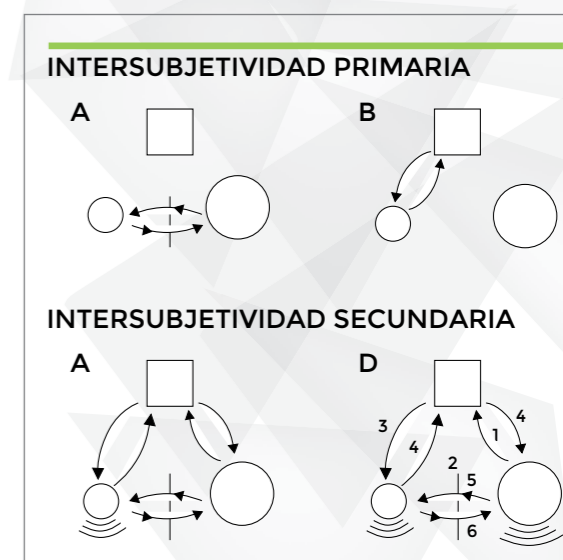 INTERSUBJETIVIDAD PRIMARIA
A
B
INTERSUBJETIVIDAD SECUNDARIA
A
D
3
4
4
1
2
5
6